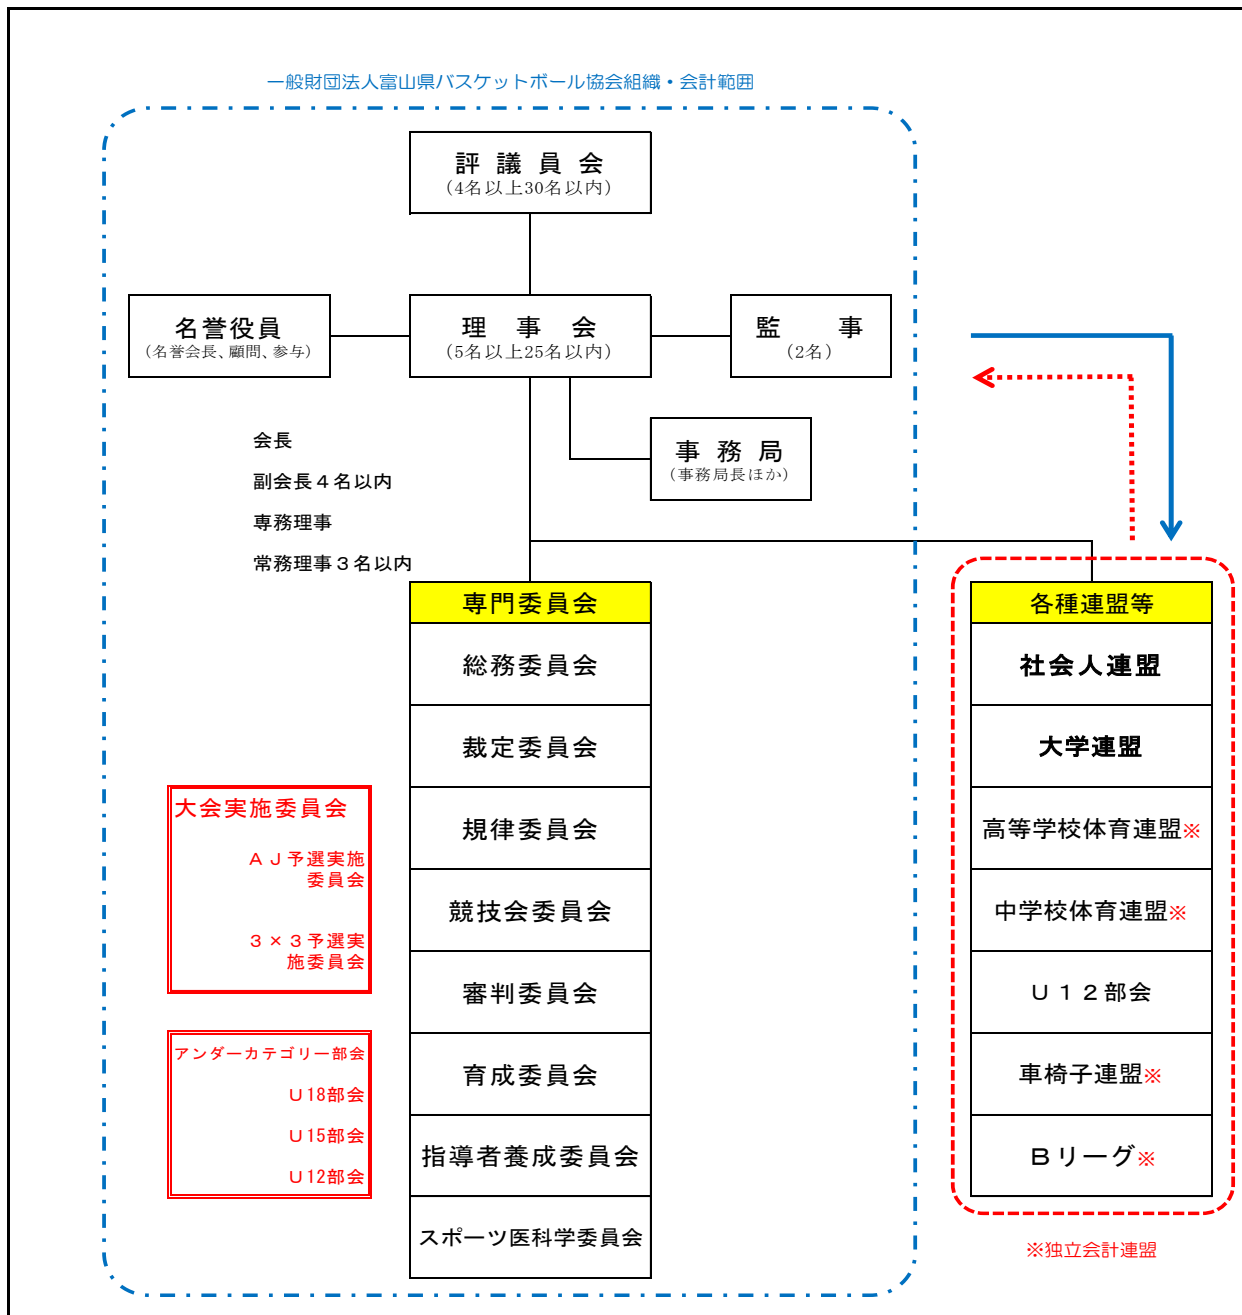 一般財団法人富山県バスケットボール協会組織・会計範囲
評議員会
（4名以上30名以内）
名誉役員
（名誉会長、顧問、参与）
理事会
（5名以上25名以内）
監事
（2名）
事務局
（事務局長ほか）
会長
副会長４名以内
専務理事
常務理事３名以内
専門委員会
総務委員会
裁定委員会
規律委員会
競技会委員会
審判委員会
育成委員会
指導者養成委員会
スポーツ医科学委員会
大会実施委員会
ＡＪ予選実施
委員会
３×３予選実
施委員会
アンダーカテゴリー部会
Ｕ18部会
Ｕ15部会
Ｕ12部会
各種連盟等
社会人連盟
大学連盟
高等学校体育連盟※
中学校体育連盟※
Ｕ１２部会
車椅子連盟※
Ｂリーグ※
※独立会計連盟